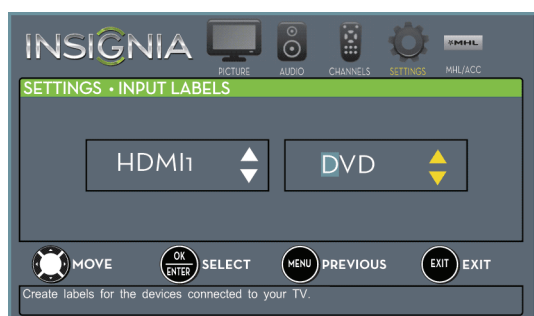 INSIGNIA
PICTURE AUDIO CHANNELS SETTINGS MHL MHL/ACC
SETTINGS • INPUT LABELS
HDMI1 DVD
MOVE OK ENTER SELECT MENU PREVIOUS EXIT EXIT
Create labels for the devices connected to your TV.